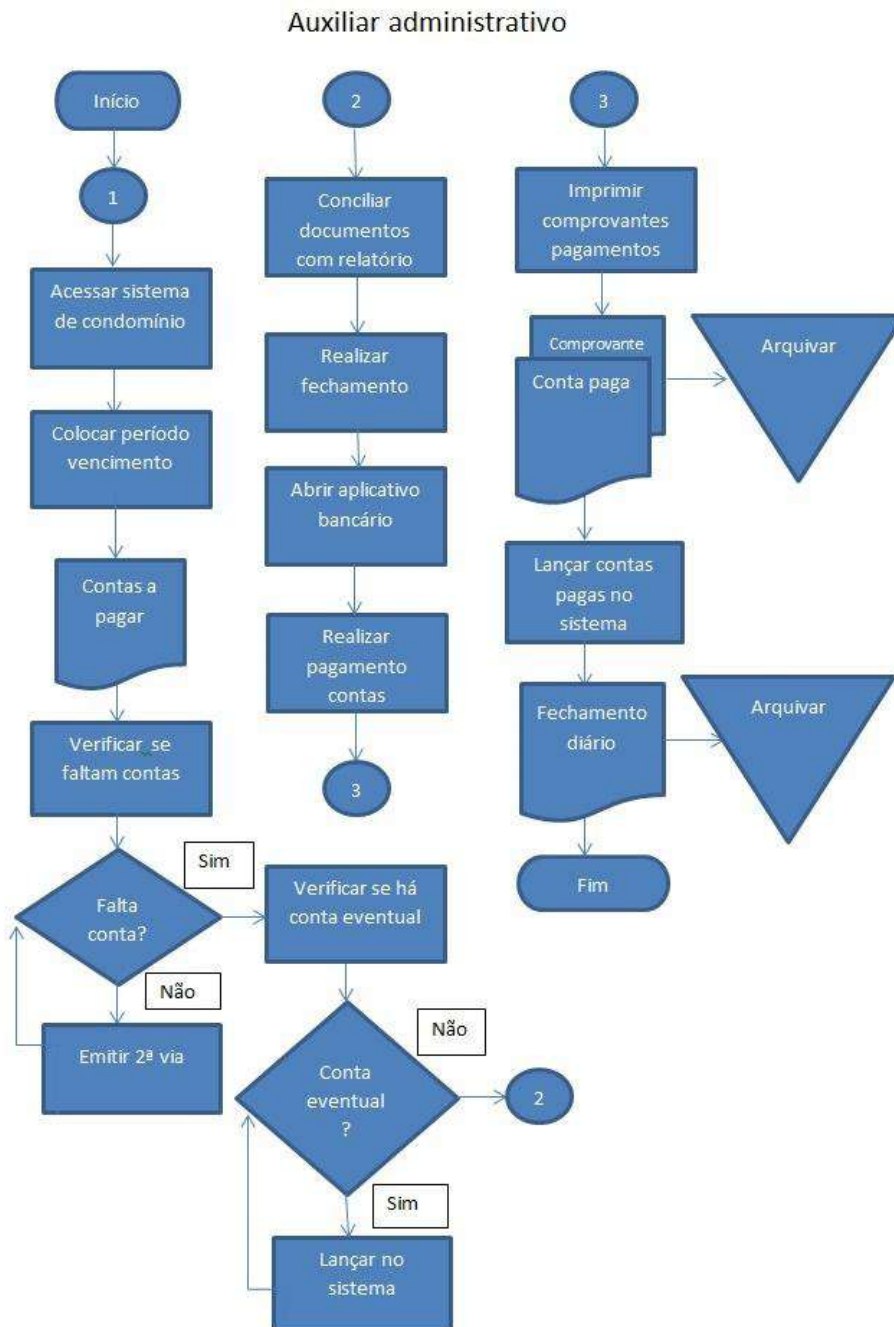 Auxiliar administrativo
Início
1
Acessar sistema
de condomínio
Colocar período
vencimento
Contas a
pagar
Verificar se
faltam contas
Falta
conta?
Sim
Não
Emitir 2ª via
Verificar se há
conta eventual
Conta
eventual
?
Não
2
Sim
Lançar no
sistema
2
Conciliar
documentos
com relatório
Realizar
fechamento
Abrir aplicativo
bancário
Realizar
pagamento
contas
3
3
Imprimir
comprovantes
pagamentos
Comprovante
Conta paga
Arquivar
Lançar contas
pagas no
sistema
Fechamento
diário
Arquivar
Fim